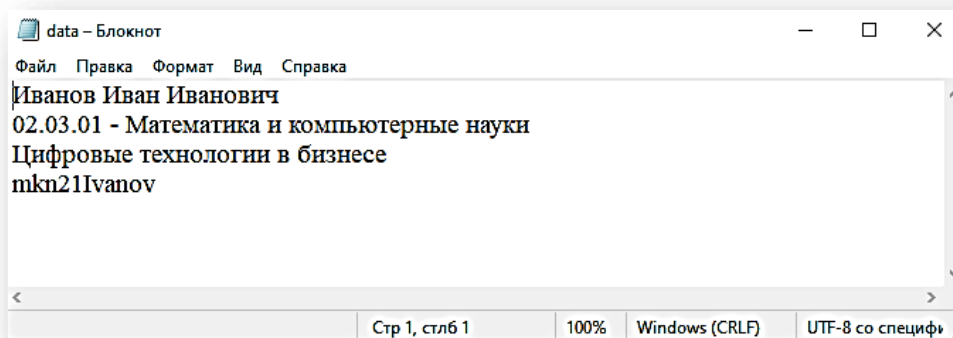 data – Блокнот
Файл Правка Формат Вид Справка
Иванов Иван Иванович
02.03.01 - Математика и компьютерные науки
Цифровые технологии в бизнесе
mkn21Ivanov
Стр 1, стлб 1 100% Windows (CRLF) UTF-8 со специфи